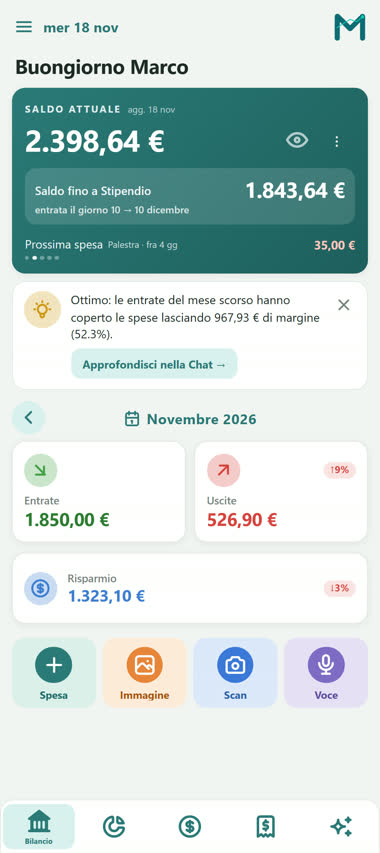 mer 18 nov
Buongiorno Marco
SALDO ATTUALE agg. 18 nov
2.398,64 €
Saldo fino a Stipendio 1.843,64 €
entrata il giorno 10 → 10 dicembre
Prossima spesa Palestra · fra 4 gg 35,00 €
Ottimo: le entrate del mese scorso hanno
coperto le spese lasciando 967,93 € di margine
(52.3%).
Approfondisci nella Chat →
Novembre 2026
Entrate
1.850,00 €
↑9%
Uscite
526,90 €
Risparmio
1.323,10 €
↓3%
Spesa
Immagine
Scan
Voce
Bilancio